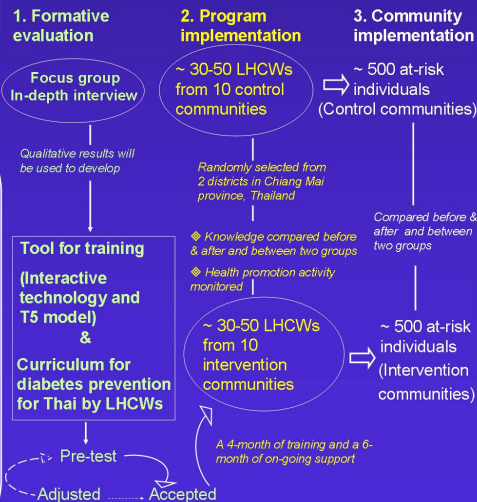 1. Formative
evaluation
Focus group
In-depth interview
Qualitative results will
be used to develop
Tool for training
(Interactive
technology and
T5 model)
&
Curriculum for
diabetes prevention
for Thai by LHCWs
Pre-test
Adjusted
Accepted
2. Program
implementation
~ 30-50 LHCWs
from 10 control
communities
Randomly selected from
2 districts in Chiang Mai
province, Thailand
❖ Knowledge compared before
& after and between two groups
❖ Health promotion activity
monitored
~ 30-50 LHCWs
from 10
intervention
communities
A 4-month of training and a 6-
month of on-going support
3. Community
implementation
~ 500 at-risk
individuals
(Control communities)
Compared before &
after and between
two groups
~ 500 at-risk
individuals
(Intervention
communities)